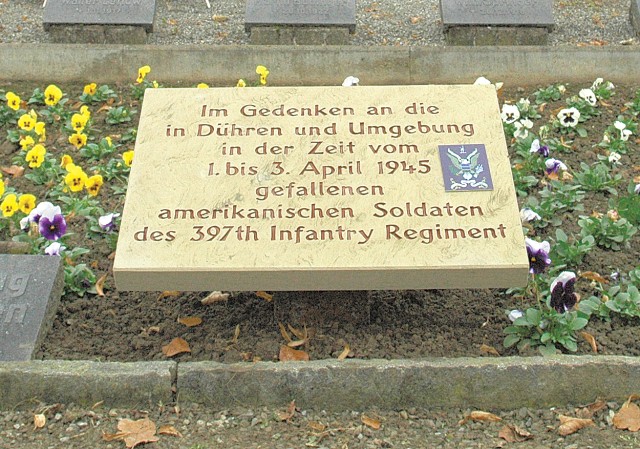 Im Gedenken an die
in Dühren und Umgebung
in der Zeit vom
1. bis 3. April 1945
gefallenen
amerikanischen Soldaten
des 397th Infantry Regiment